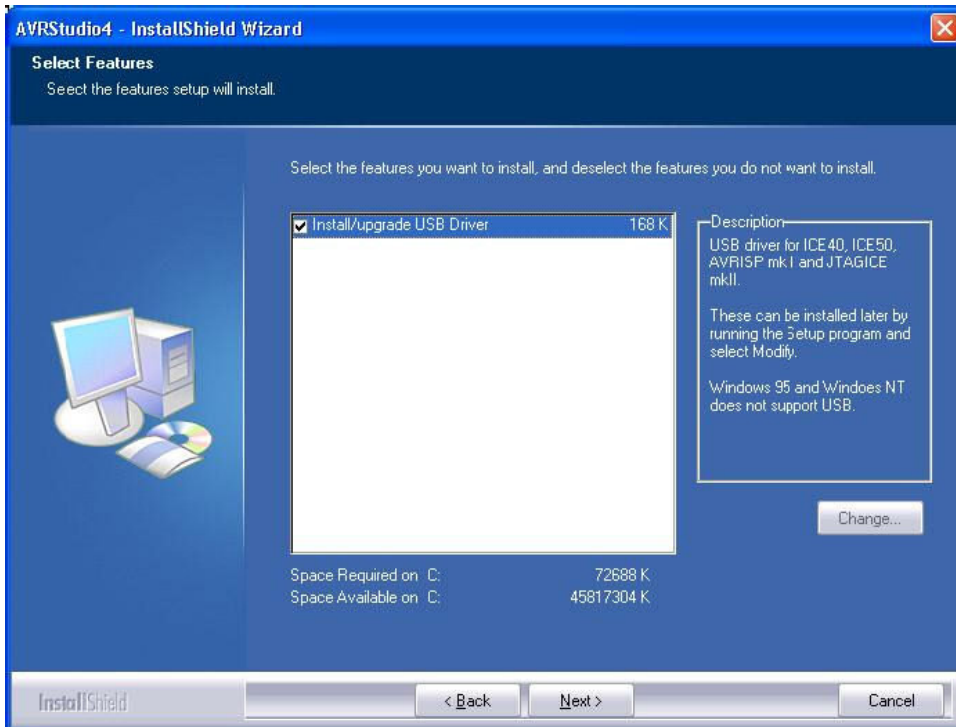 AVRStudio4 - InstallShield Wizard
Select Features
Seect the features setup will install.
Select the features you want to install, and deselect the features you do not want to install.
Install/upgrade USB Driver 168 K
Description
USB driver for ICE40, ICE50,
AVRISP mk I and JTAGICE
mkII.
These can be installed later by
running the Setup program and
select Modify.
Windows 95 and Windoes NT
does not support USB.
Change...
Space Required on C: 72688 K
Space Available on C: 45817304 K
InstallShield
< Back
Next >
Cancel